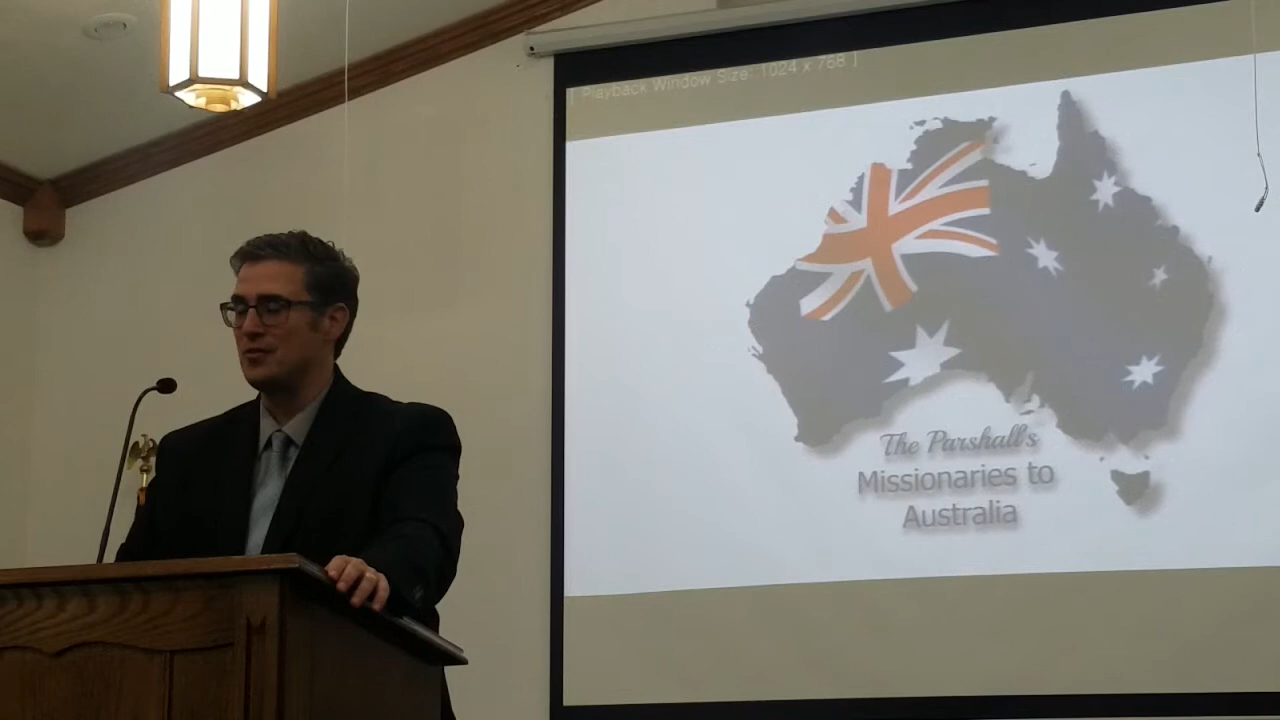 [ Playback Window Size: 1024 x 768 ]
The Parshall's
Missionaries to
Australia